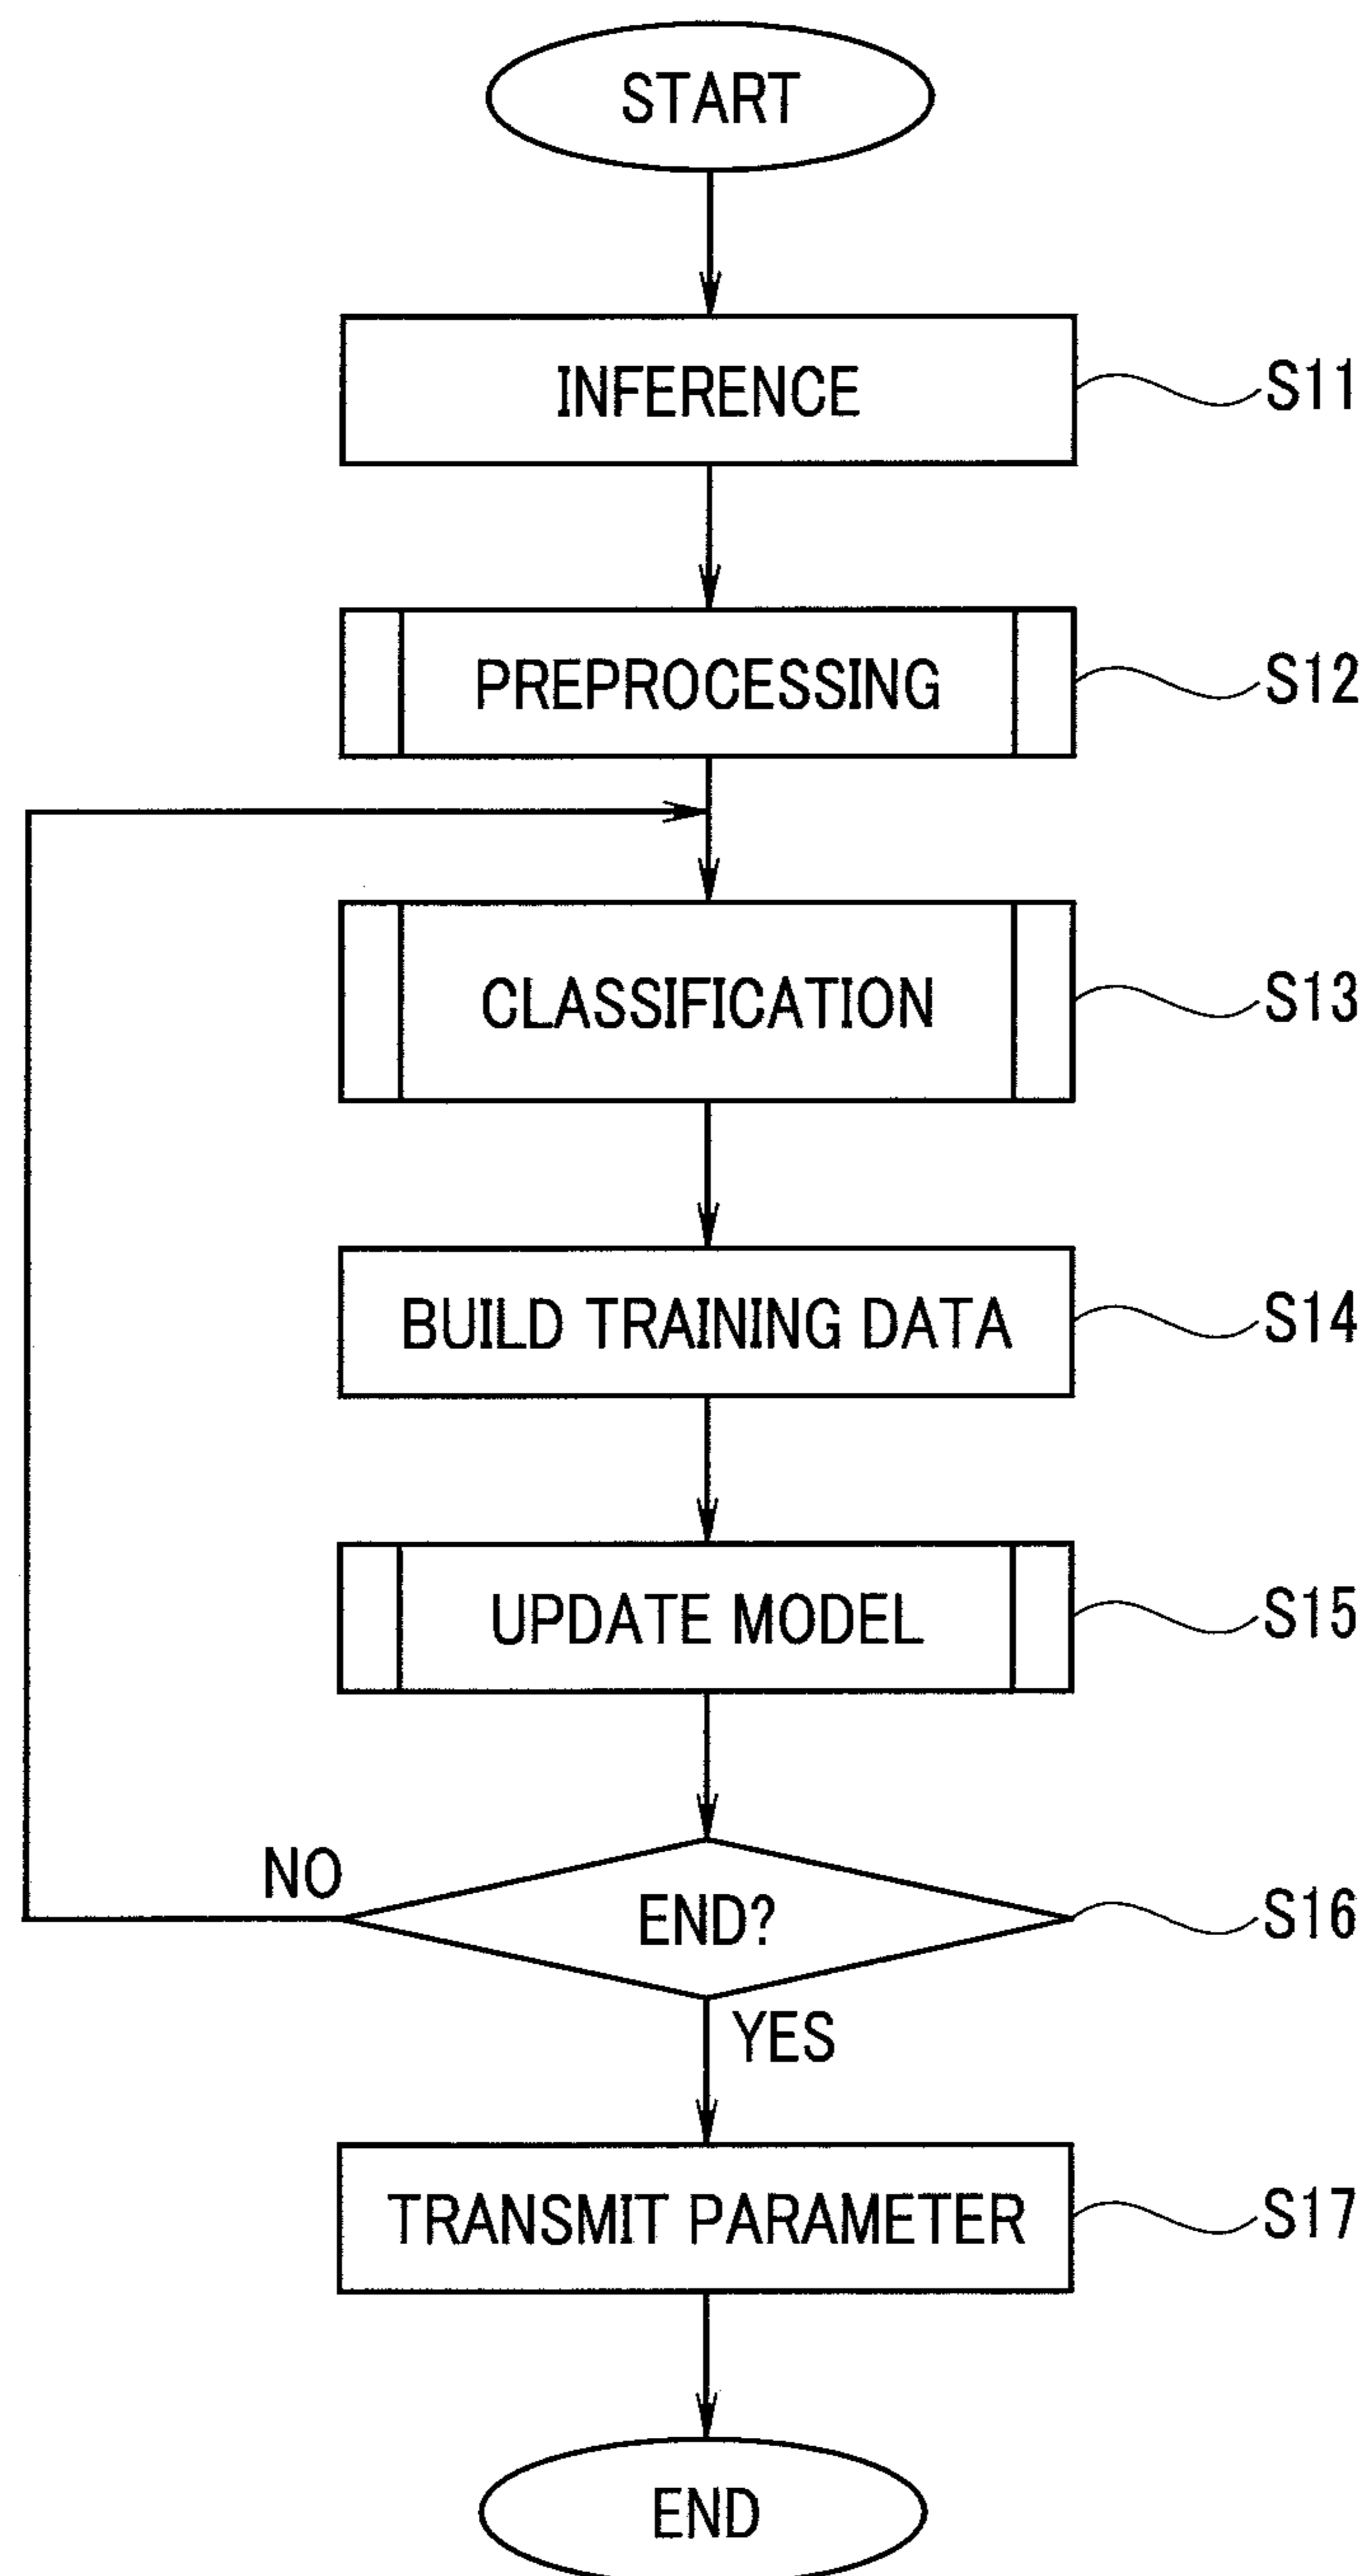 START
INFERENCE
S11
PREPROCESSING
S12
CLASSIFICATION
S13
BUILD TRAINING DATA
S14
UPDATE MODEL
S15
NO
END?
S16
YES
TRANSMIT PARAMETER
S17
END